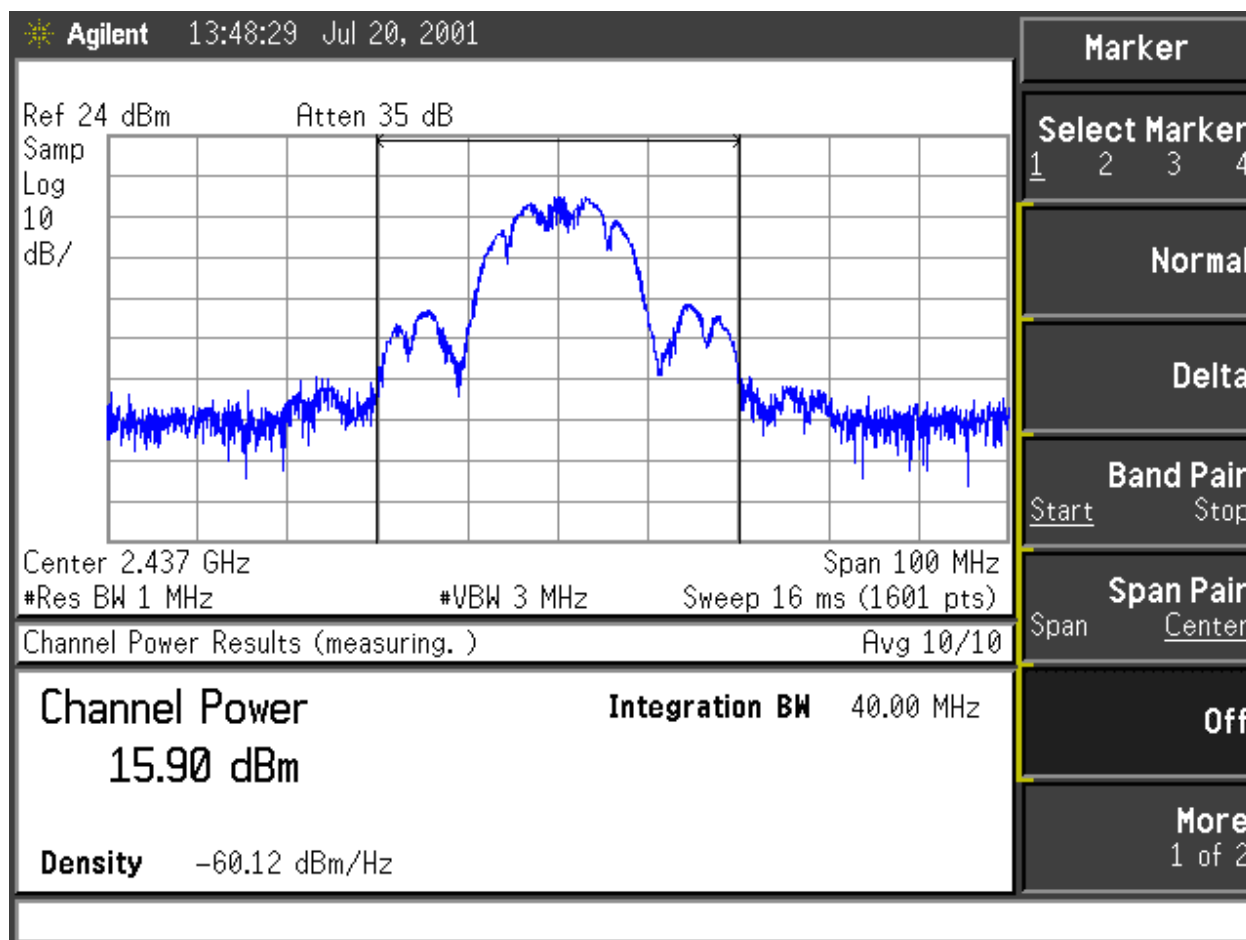 Agilent 13:48:29 Jul 20, 2001
Ref 24 dBm Atten 35 dB
Samp
Log
10
dB/
Center 2.437 GHz Span 100 MHz
#Res BW 1 MHz #VBW 3 MHz Sweep 16 ms (1601 pts)
Channel Power Results (measuring. ) Avg 10/10
Channel Power Integration BW 40.00 MHz
15.90 dBm
Density -60.12 dBm/Hz
Marker
Select Marker
1 2 3 4
Normal
Delta
Band Pair
Start Stop
Span Pair
Span Center
Off
More
1 of 2